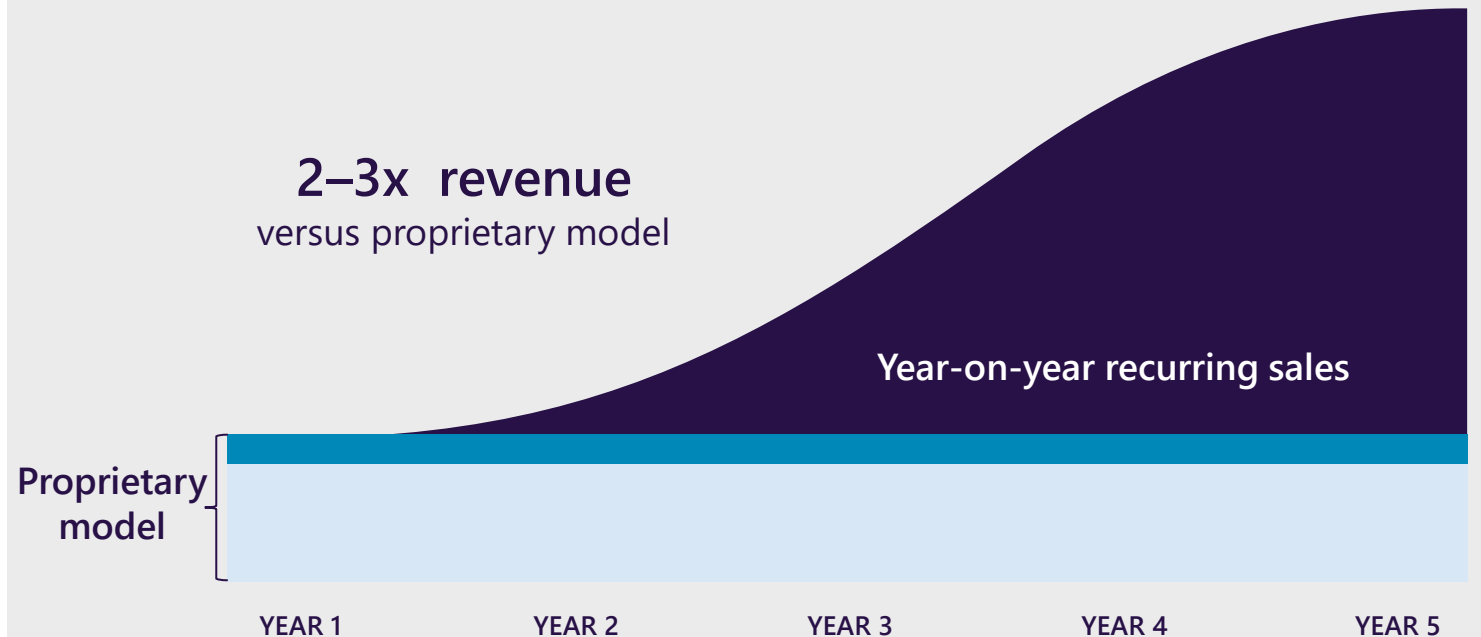 2–3x revenue
versus proprietary model
Year-on-year recurring sales
Proprietary
model
YEAR 1 YEAR 2 YEAR 3 YEAR 4 YEAR 5